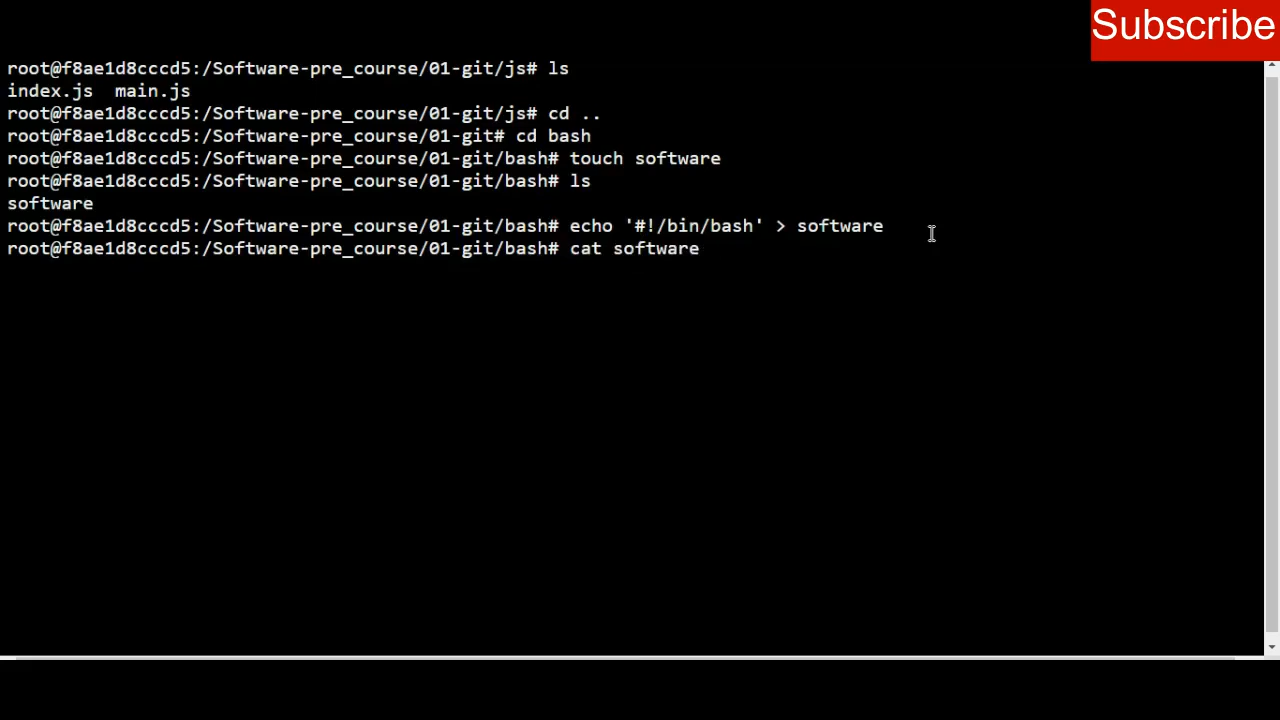 Subscribe
root@f8ae1d8cccd5:/Software-pre_course/01-git/js# ls
index.js  main.js
root@f8ae1d8cccd5:/Software-pre_course/01-git/js# cd ..
root@f8ae1d8cccd5:/Software-pre_course/01-git# cd bash
root@f8ae1d8cccd5:/Software-pre_course/01-git/bash# touch software
root@f8ae1d8cccd5:/Software-pre_course/01-git/bash# ls
software
root@f8ae1d8cccd5:/Software-pre_course/01-git/bash# echo '#!/bin/bash' > software
root@f8ae1d8cccd5:/Software-pre_course/01-git/bash# cat software